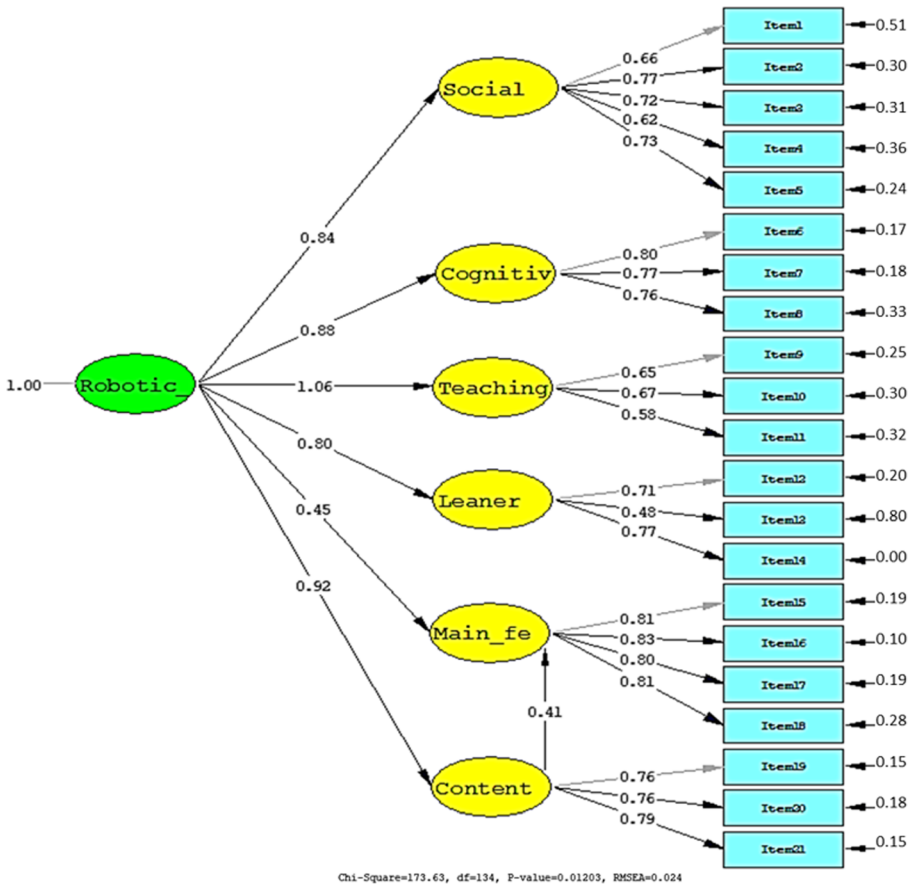 Item1 0.51
0.66
Item2 0.30
0.77
Social
0.72 Item3 0.31
0.62
0.73 Item4 0.36
Item5 0.24
0.84
Item6 0.17
0.80
Cognitiv 0.77 Item7 0.18
0.76
Item8 0.33
0.88
Item9 0.25
0.65
1.00 Robotic_ 1.06 Teaching 0.67 Item10 0.30
0.58
Item11 0.32
0.80
Item12 0.20
0.71
Leaner 0.48 Item13 0.80
0.77
0.45
Item14 0.00
0.92
Item15 0.19
0.81
Main_fe 0.83 Item16 0.10
0.80
0.81 Item17 0.19
0.41
Item18 0.28
Item19 0.15
0.76
Content 0.76 Item20 0.18
0.79
Item21 0.15
Chi-Square=173.63, df=134, P-value=0.01203, RMSEA=0.024